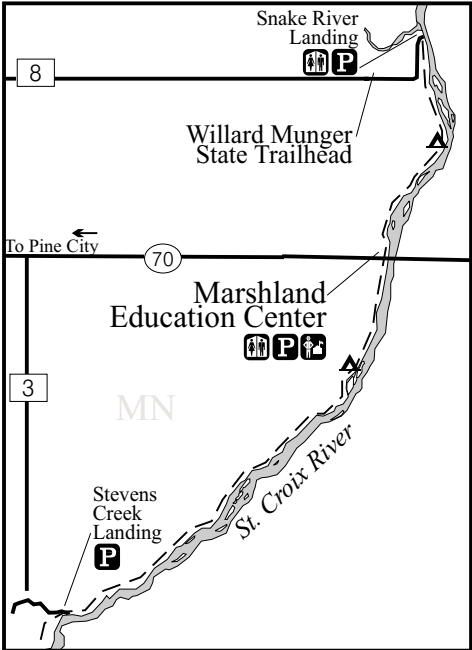 Snake River
Landing
P
8
Willard Munger
State Trailhead
To Pine City
70
Marshland
Education Center
P
3
MN
St. Croix River
Stevens
Creek
Landing
P